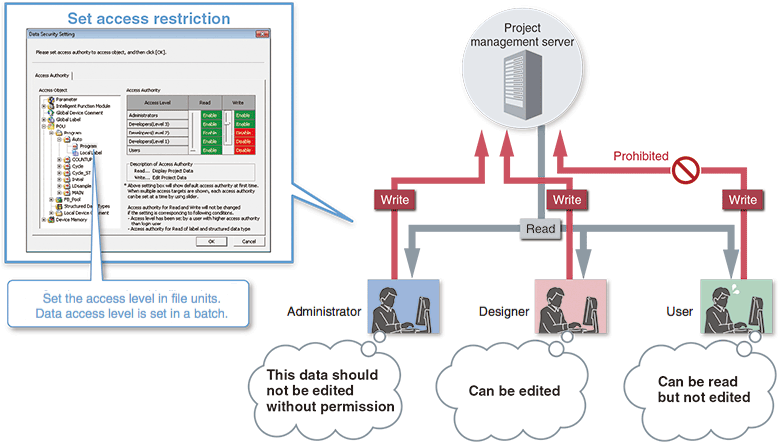 Set access restriction
Data Security Setting
Please set access authority to access object, and then click [OK].
Access Authority
Access Object
Parameter
Intelligent Function Module
Global Device Comment
Global Label
POU
Program
Auto
Program
LocalLabel
COUNTUP
Cycle
Cycle_ST
Initial
LDsample
MAIN
FB_Pool
Structured Data Types
Local Device Comment
Device Memory
Access Authority
Access Level Read Write
Administrators Enable Enable
Developers(Level 3) Enable Enable
Developers(Level 2) Enable Disable
Developers(Level 1) Enable Disable
Users Enable Disable
Description of Access Authority
Read... Display Project Data
Write... Edit Project Data
* Above setting box will show default access authority at first time.
When multiple access targets are shown, each access authority
can be set at a time by using slider.
Access authority for Read and Write will not be changed
if the setting is corresponding to following conditions.
- Access level has been set by a user with higher access authority
then login user
- Access authority for Read of label and structured data type
OK Cancel
Set the access level in file units.
Data access level is set in a batch.
Project
management server
Prohibited
Write
Write
Write
Read
Administrator
Designer
User
This data should
not be edited
without permission
Can be edited
Can be read
but not edited